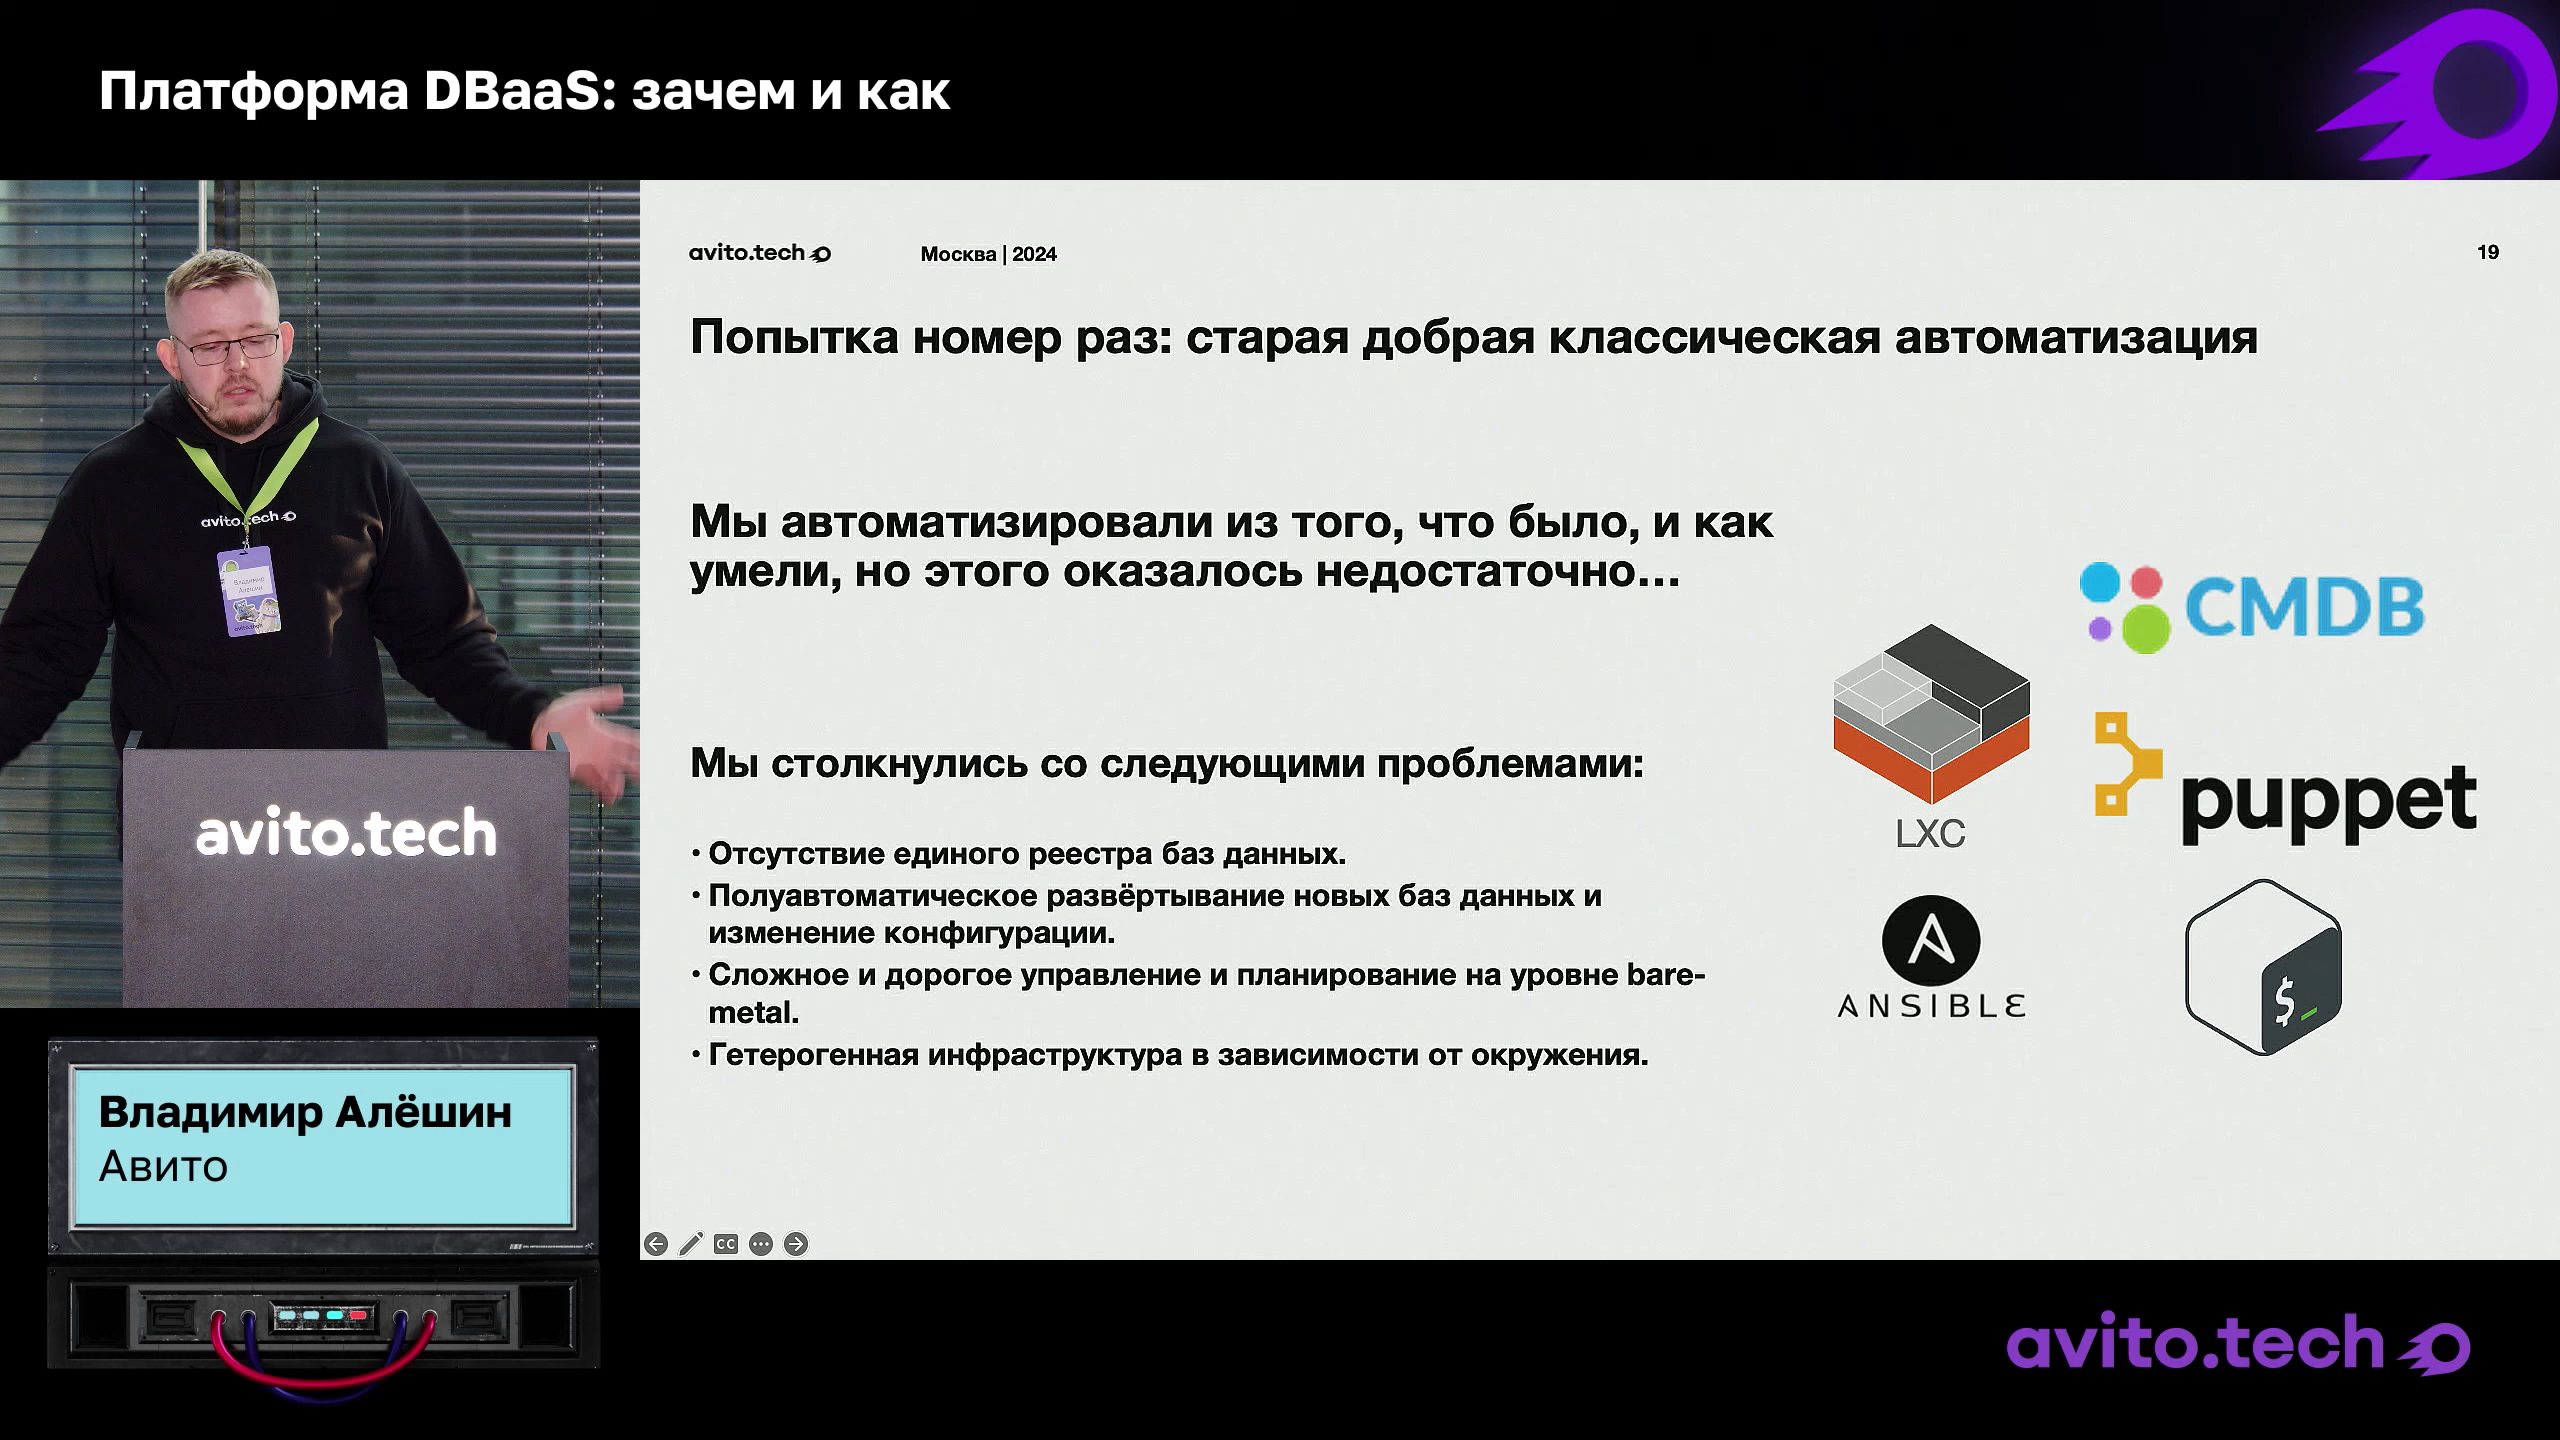 Платформа DBaaS: зачем и как
avito.tech
Москва | 2024
19
Попытка номер раз: старая добрая классическая автоматизация
Мы автоматизировали из того, что было, и как
умели, но этого оказалось недостаточно...
Мы столкнулись со следующими проблемами:
• Отсутствие единого реестра баз данных.
• Полуавтоматическое развёртывание новых баз данных и
изменение конфигурации.
• Сложное и дорогое управление и планирование на уровне bare-
metal.
• Гетерогенная инфраструктура в зависимости от окружения.
CMDB
LXC
puppet
ANSIBLE
$_
CC
avito.tech
Владимир
Алёшин
avito.tech
Владимир Алёшин
Авито
avito.tech